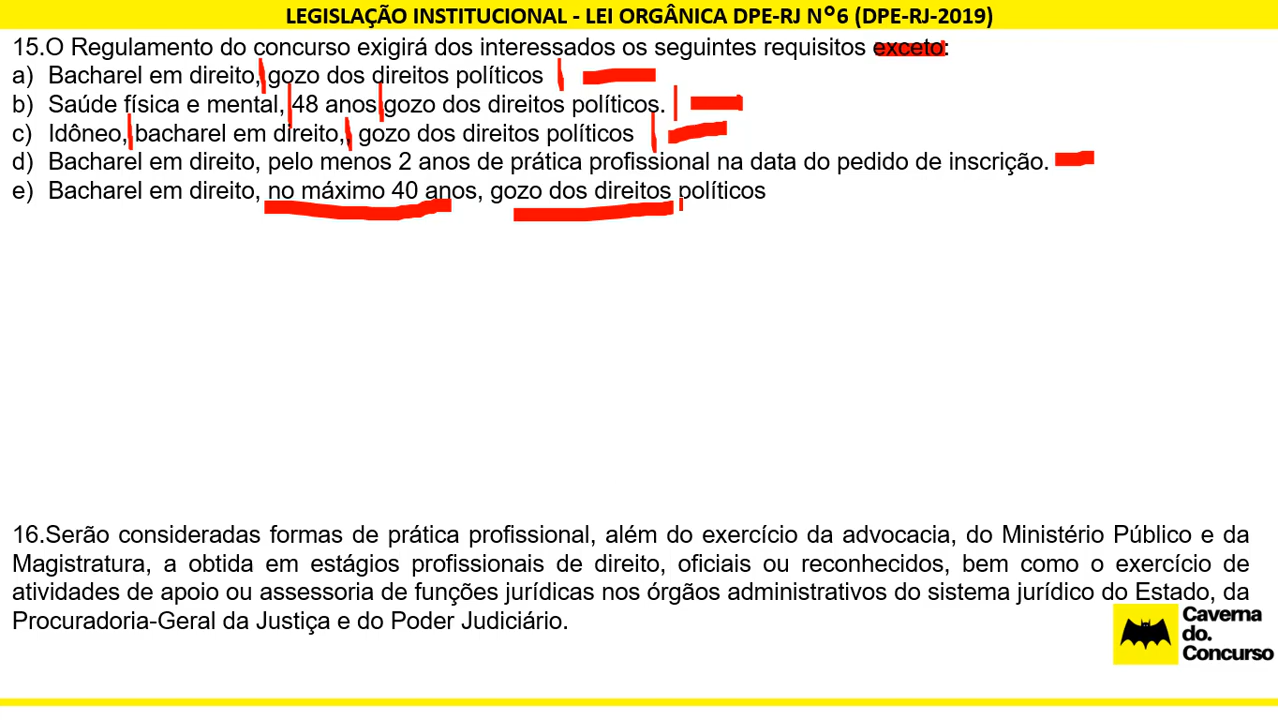 LEGISLAÇÃO INSTITUCIONAL - LEI ORGÂNICA DPE-RJ Nº6 (DPE-RJ-2019)
15.O Regulamento do concurso exigirá dos interessados os seguintes requisitos exceto:
a) Bacharel em direito, gozo dos direitos políticos
b) Saúde física e mental, 48 anos gozo dos direitos políticos.
c) Idôneo, bacharel em direito,, gozo dos direitos políticos
d) Bacharel em direito, pelo menos 2 anos de prática profissional na data do pedido de inscrição.
e) Bacharel em direito, no máximo 40 anos, gozo dos direitos políticos
16.Serão consideradas formas de prática profissional, além do exercício da advocacia, do Ministério Público e da
Magistratura, a obtida em estágios profissionais de direito, oficiais ou reconhecidos, bem como o exercício de
atividades de apoio ou assessoria de funções jurídicas nos órgãos administrativos do sistema jurídico do Estado, da
Procuradoria-Geral da Justiça e do Poder Judiciário.
Caverna
do.
Concurso